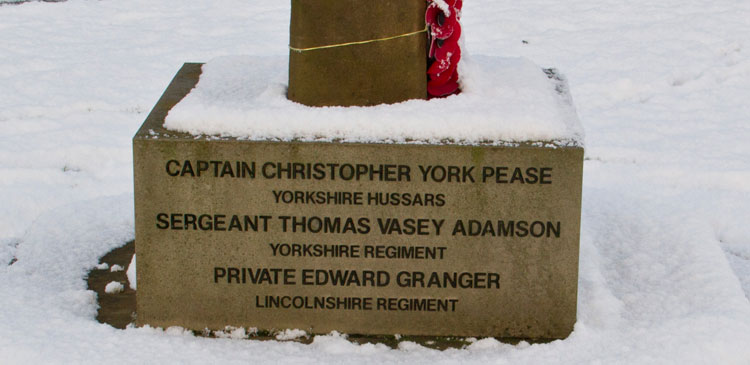 CAPTAIN CHRISTOPHER YORK PEASE
YORKSHIRE HUSSARS
SERGEANT THOMAS VASEY ADAMSON
YORKSHIRE REGIMENT
PRIVATE EDWARD GRANGER
LINCOLNSHIRE REGIMENT